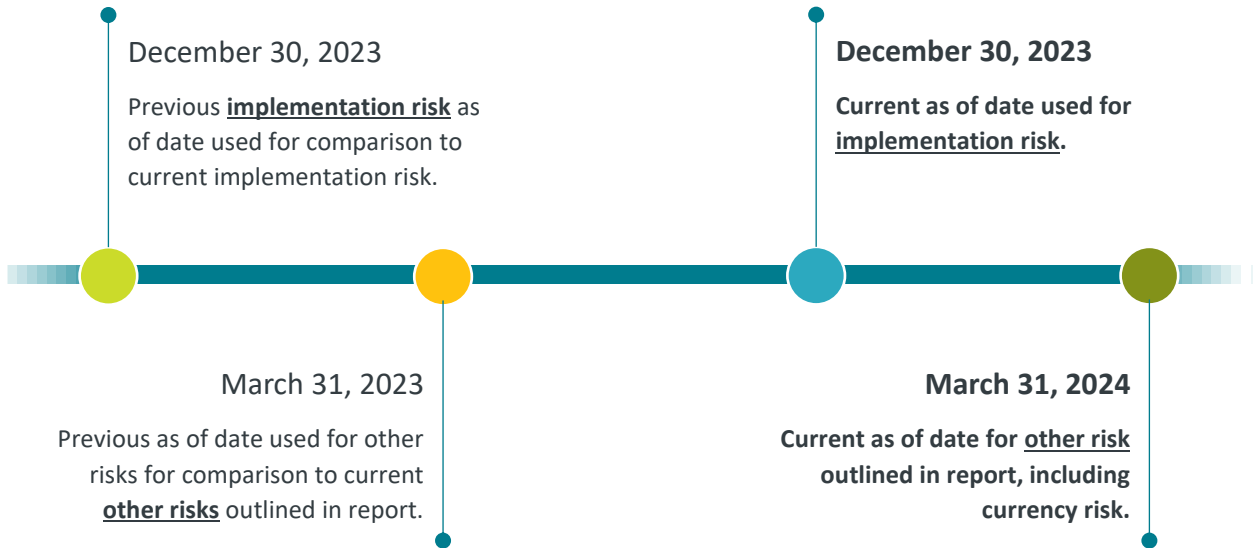 December 30, 2023
Previous implementation risk as
of date used for comparison to
current implementation risk.
December 30, 2023
Current as of date used for
implementation risk.
March 31, 2023
Previous as of date used for other
risks for comparison to current
other risks outlined in report.
March 31, 2024
Current as of date for other risk
outlined in report, including
currency risk.